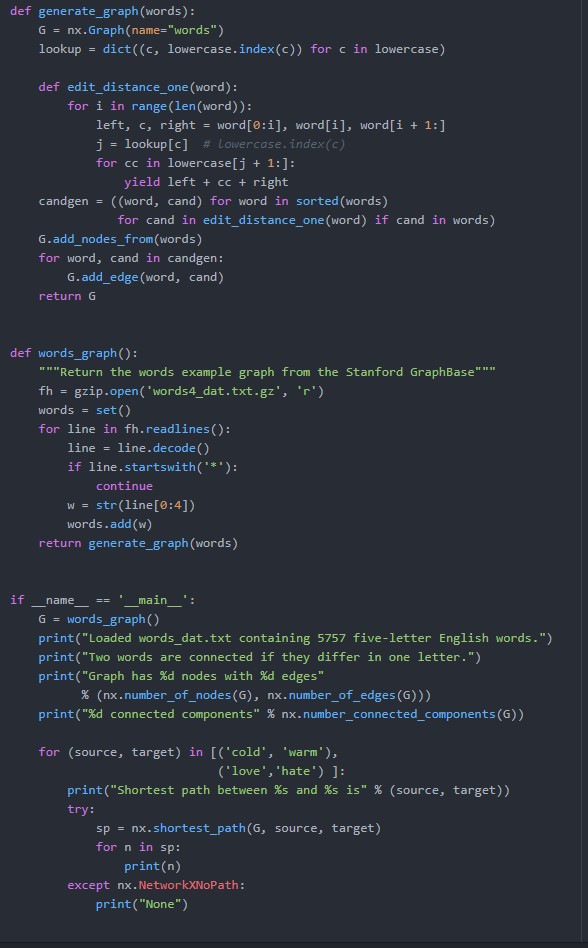 def generate_graph(words):
    G = nx.Graph(name="words")
    lookup = dict((c, lowercase.index(c)) for c in lowercase)

    def edit_distance_one(word):
        for i in range(len(word)):
            left, c, right = word[0:i], word[i], word[i + 1:]
            j = lookup[c]  # lowercase.index(c)
            for cc in lowercase[j + 1:]:
                yield left + cc + right
    candgen = ((word, cand) for word in sorted(words)
               for cand in edit_distance_one(word) if cand in words)
    G.add_nodes_from(words)
    for word, cand in candgen:
        G.add_edge(word, cand)
    return G


def words_graph():
    """Return the words example graph from the Stanford GraphBase"""
    fh = gzip.open('words4_dat.txt.gz', 'r')
    words = set()
    for line in fh.readlines():
        line = line.decode()
        if line.startswith('*'):
            continue
        w = str(line[0:4])
        words.add(w)
    return generate_graph(words)


if __name__ == '__main__':
    G = words_graph()
    print("Loaded words_dat.txt containing 5757 five-letter English words.")
    print("Two words are connected if they differ in one letter.")
    print("Graph has %d nodes with %d edges"
          % (nx.number_of_nodes(G), nx.number_of_edges(G)))
    print("%d connected components" % nx.number_connected_components(G))

    for (source, target) in [('cold', 'warm'),
                             ('love','hate') ]:
        print("Shortest path between %s and %s is" % (source, target))
        try:
            sp = nx.shortest_path(G, source, target)
            for n in sp:
                print(n)
        except nx.NetworkXNoPath:
            print("None")